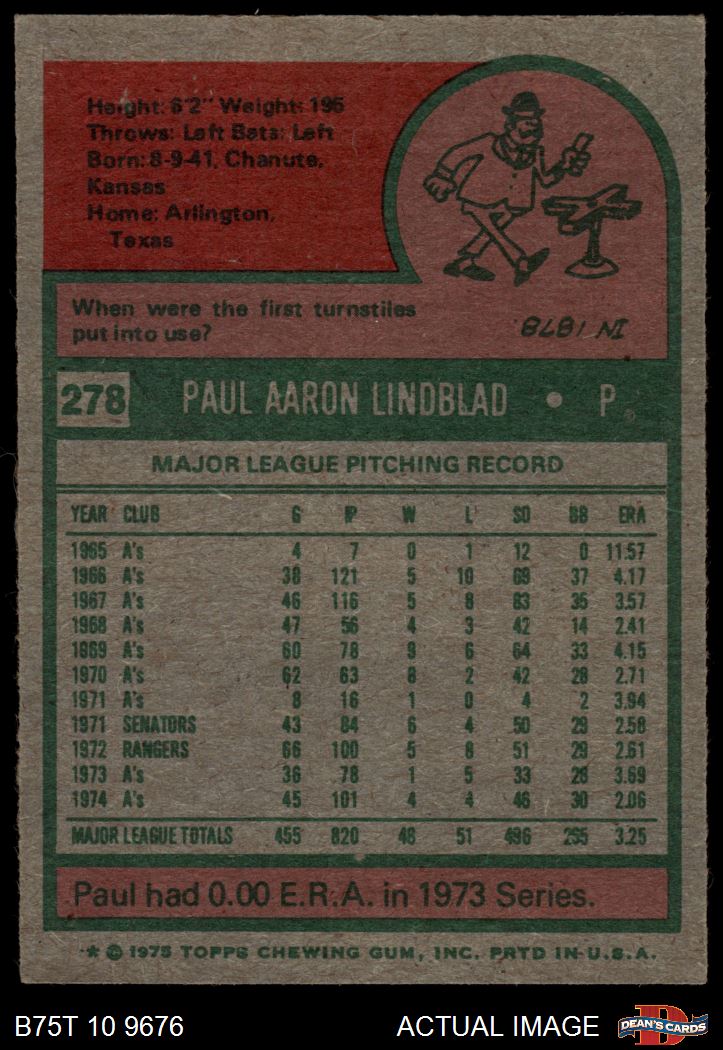 Height: 6'2" Weight: 195
Throws: Left Bats: Left
Born: 8-9-41, Chanute,
Kansas
Home: Arlington,
Texas
When were the first turnstiles
put into use?
IN 1878
278 PAUL AARON LINDBLAD • P.
MAJOR LEAGUE PITCHING RECORD
YEAR CLUB G IP W L SO BB ERA
1965 A's 4 7 0 1 12 0 11.57
1966 A's 38 121 5 10 69 37 4.17
1967 A's 46 116 5 8 83 35 3.57
1968 A's 47 56 4 3 42 14 2.41
1969 A's 60 78 9 6 64 33 4.15
1970 A's 62 63 8 2 42 28 2.71
1971 A's 8 16 1 0 4 2 3.94
1971 SENATORS 43 84 6 4 50 29 2.58
1972 RANGERS 66 100 5 8 51 29 2.61
1973 A's 36 78 1 5 33 28 3.69
1974 A's 45 101 4 4 46 30 2.06
MAJOR LEAGUE TOTALS 455 820 48 51 496 265 3.25
Paul had 0.00 E.R.A. in 1973 Series.
* © 1975 TOPPS CHEWING GUM, INC. PRTD IN U.S.A.
B75T 10 9676 ACTUAL IMAGE DEAN'S CARDS